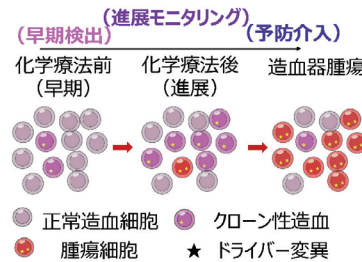 (進展モニタリング)
(早期検出)
(予防介入)
化学療法前
(早期)
化学療法後
(進展)
造血器腫瘍
正常造血細胞
クローン性造血
腫瘍細胞
★ ドライバー変異